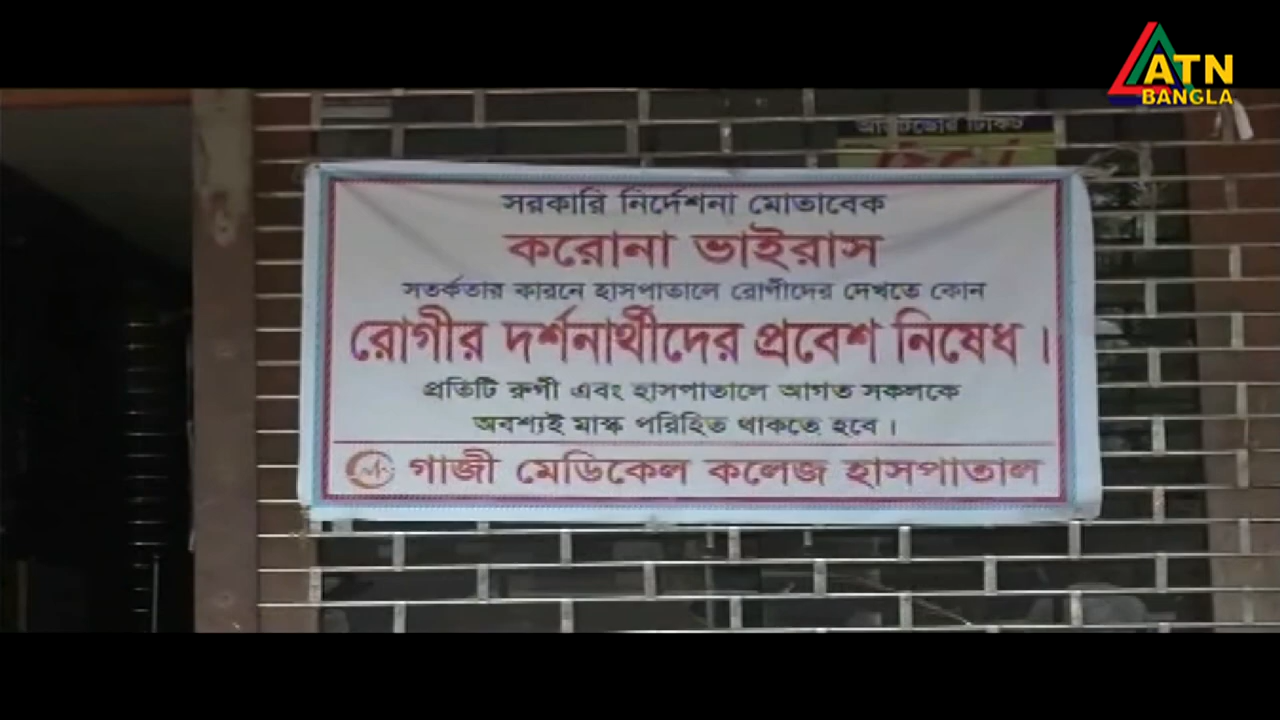 ATN
BANGLA
সরকারি নির্দেশনা মোতাবেক
করোনা ভাইরাস
সতর্কতার কারনে হাসপাতালে রোগীদের দেখতে কোন
রোগীর দর্শনার্থীদের প্রবেশ নিষেধ।
প্রতিটি রুগী এবং হাসপাতালে আগত সকলকে
অবশ্যই মাস্ক পরিহিত থাকতে হবে।
গাজী মেডিকেল কলেজ হাসপাতাল